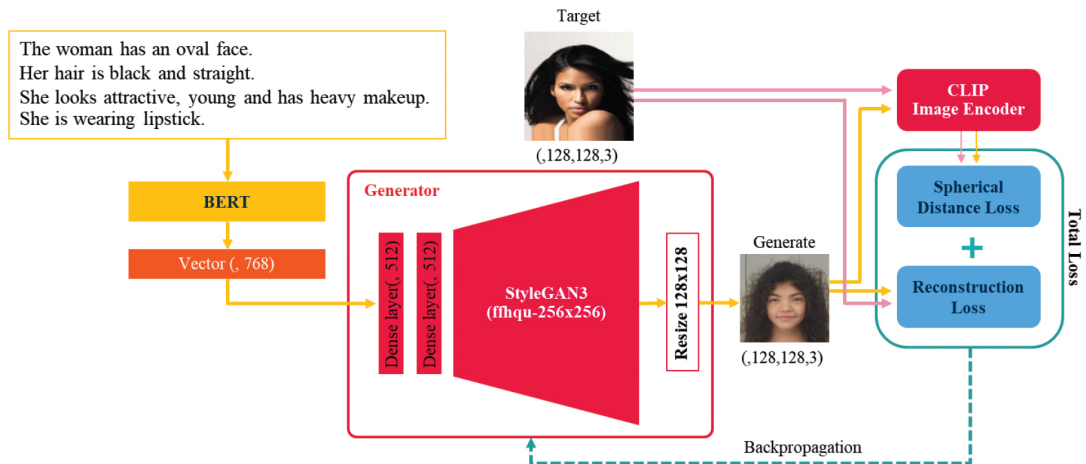 The woman has an oval face.
Her hair is black and straight.
She looks attractive, young and has heavy makeup.
She is wearing lipstick.
BERT
Vector (, 768)
Generator
Dense layer(, 512)
Dense layer(, 512)
StyleGAN3
(ffhqu-256x256)
Resize 128x128
Target
(,128,128,3)
Generate
(,128,128,3)
CLIP
Image Encoder
Spherical
Distance Loss
+
Reconstruction
Loss
Total Loss
Backpropagation